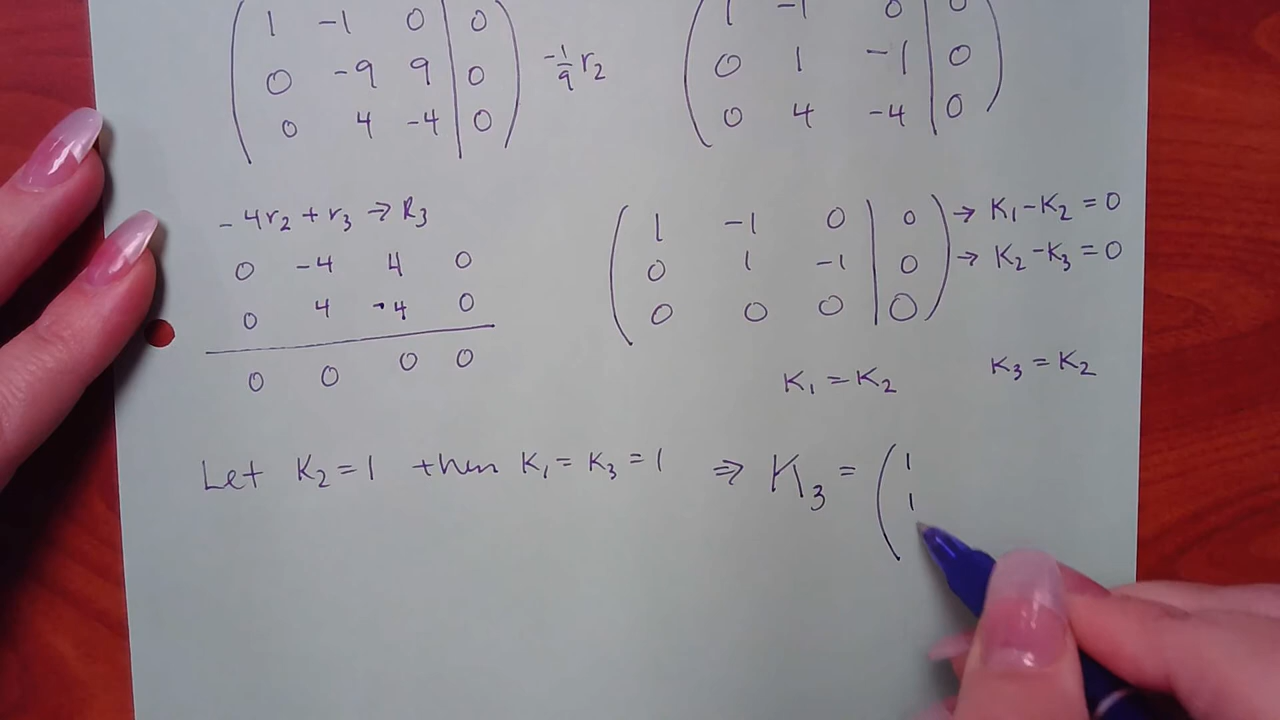 1 -1 0 | 0
0 -9 9 | 0 -1/9 r₂
0 4 -4 | 0
1 -1 0 | 0
0 1 -1 | 0
0 4 -4 | 0
-4r₂ + r₃ → R₃
0 -4 4 0
0 4 -4 0
0 0 0 0
1 -1 0 | 0 → K₁ - K₂ = 0
0 1 -1 | 0 → K₂ - K₃ = 0
0 0 0 | 0
K₁ = K₂ K₃ = K₂
Let K₂ = 1 then K₁ = K₃ = 1 ⇒ K₃ = ( 1
1